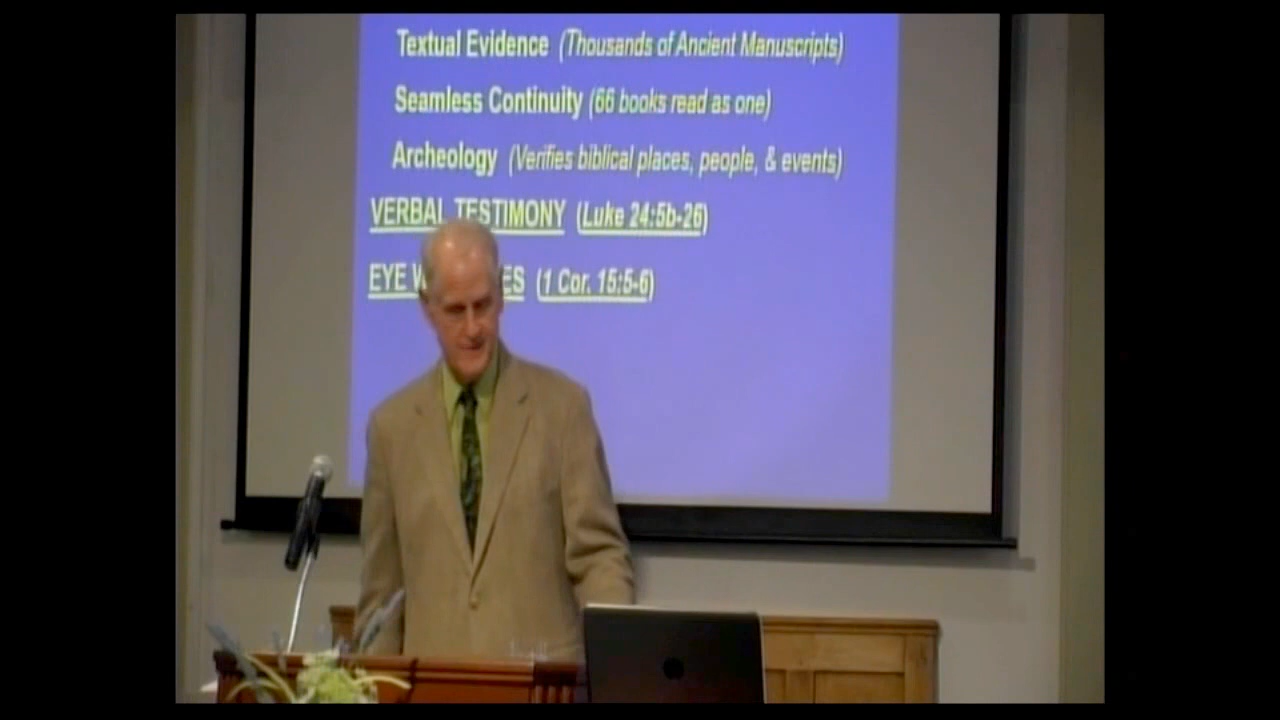 Textual Evidence (Thousands of Ancient Manuscripts)
Seamless Continuity (66 books read as one)
Archeology (Verifies biblical places, people, & events)
VERBAL TESTIMONY (Luke 24:5b-26)
EYE (1 Cor. 15:5-6)